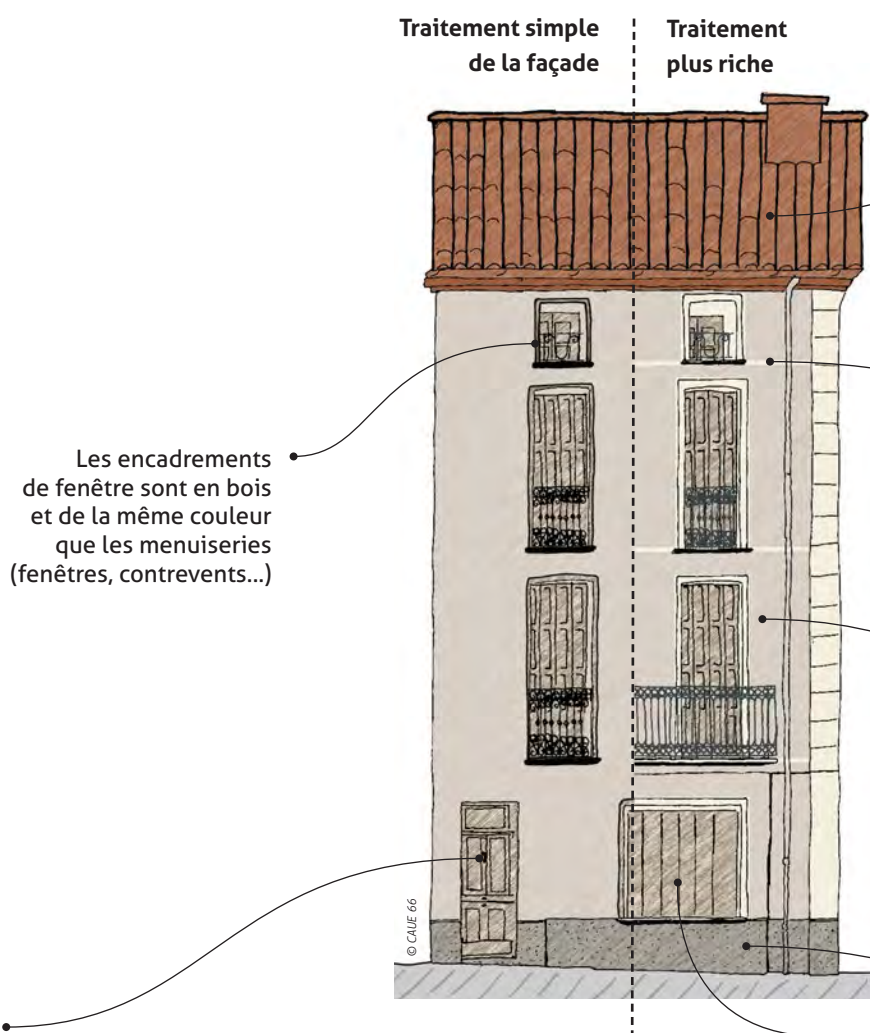 Traitement simple
de la façade
Traitement
plus riche
Les encadrements
de fenêtre sont en bois
et de la même couleur
que les menuiseries
(fenêtres, contrevents...)
© CAUE 66